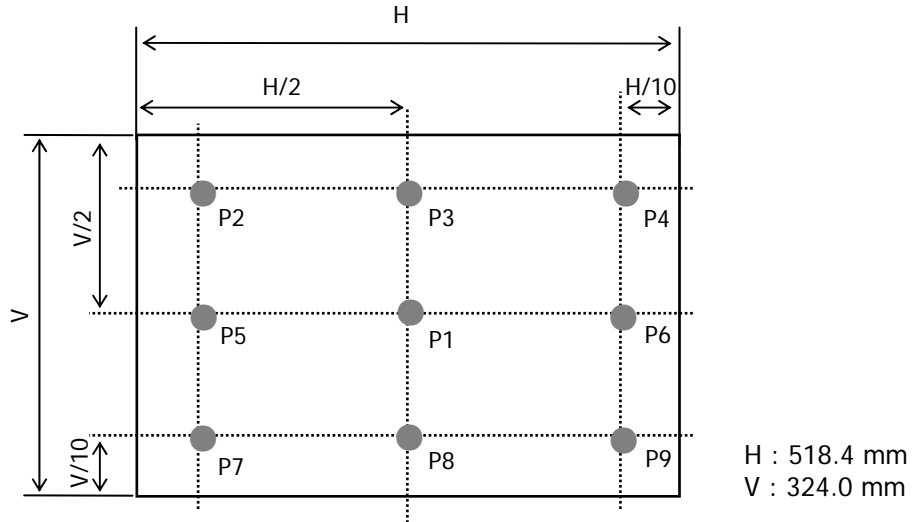 H
H/2
H/10
V
V/2
P2
P3
P4
P5
P1
P6
V/10
P7
P8
P9
H : 518.4 mm
V : 324.0 mm